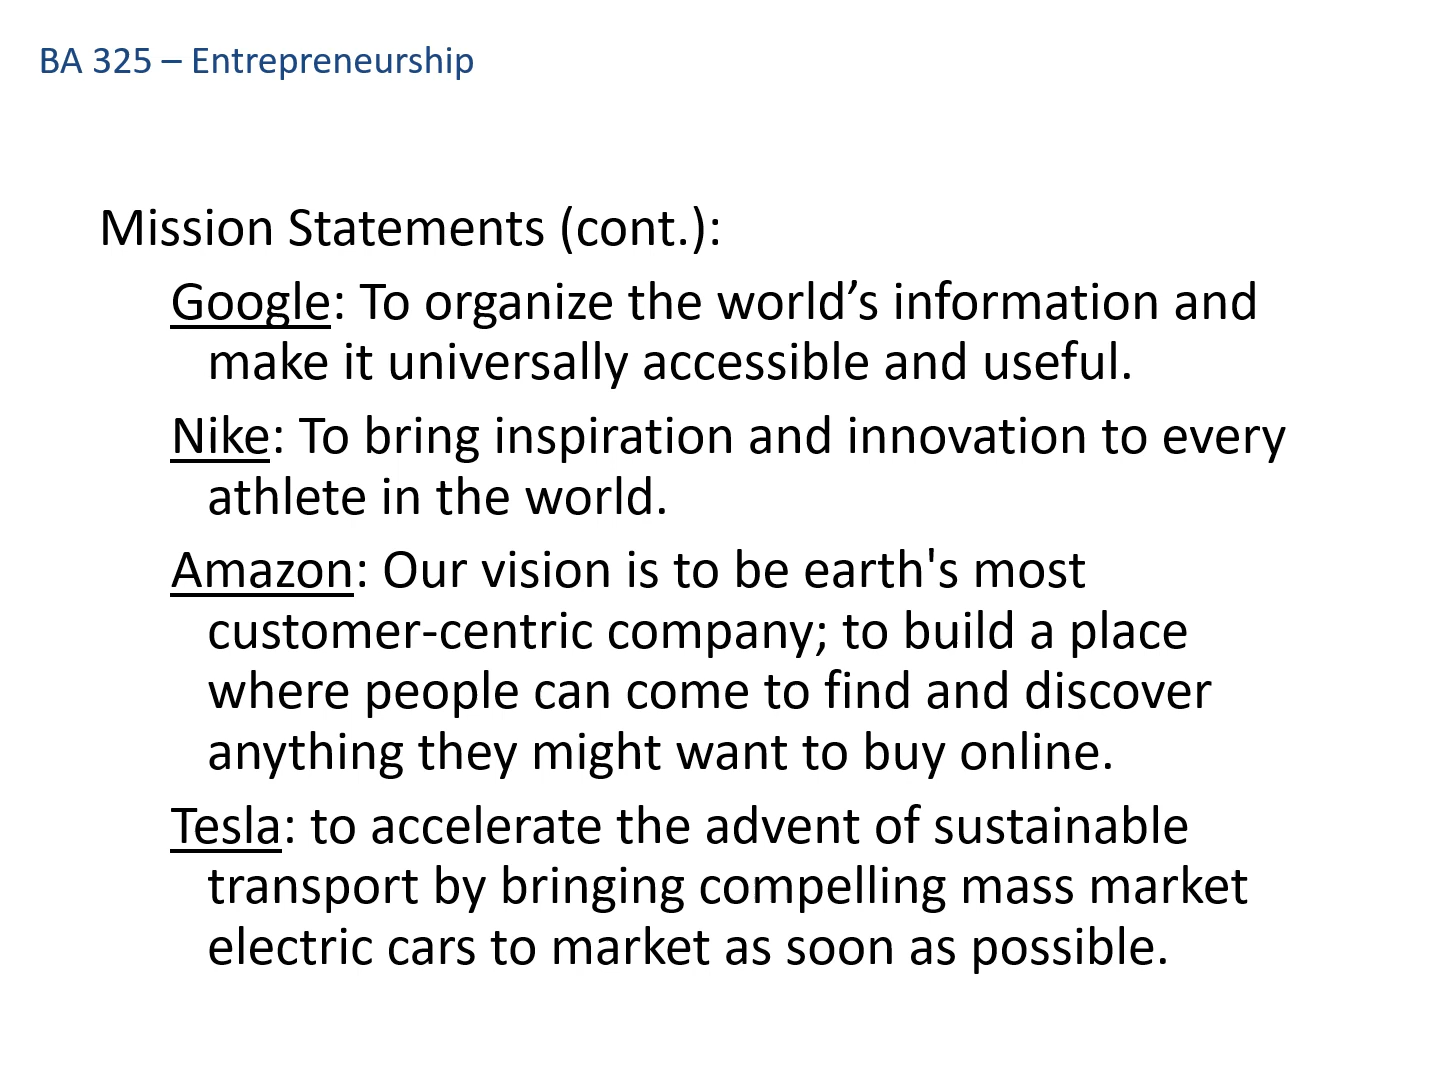 BA 325 – Entrepreneurship
Mission Statements (cont.):
Google: To organize the world’s information and
make it universally accessible and useful.
Nike: To bring inspiration and innovation to every
athlete in the world.
Amazon: Our vision is to be earth's most
customer-centric company; to build a place
where people can come to find and discover
anything they might want to buy online.
Tesla: to accelerate the advent of sustainable
transport by bringing compelling mass market
electric cars to market as soon as possible.